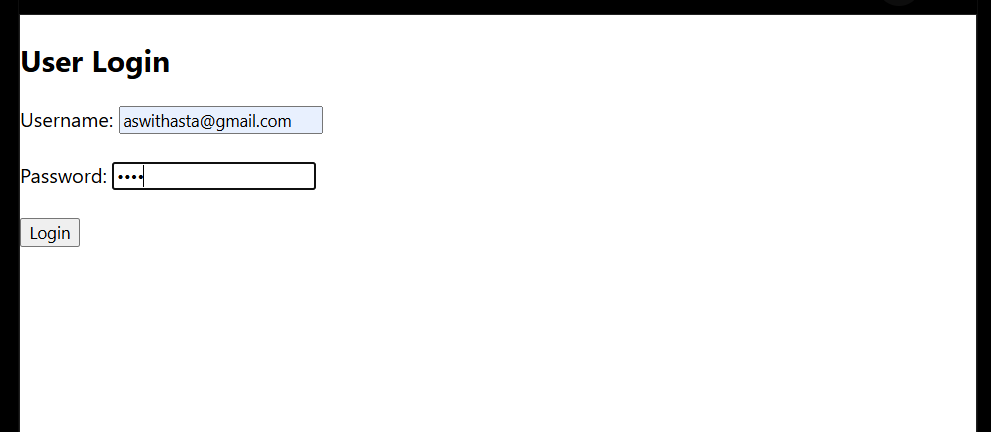 User Login
Username: aswithasta@gmail.com
Password: ••••
Login